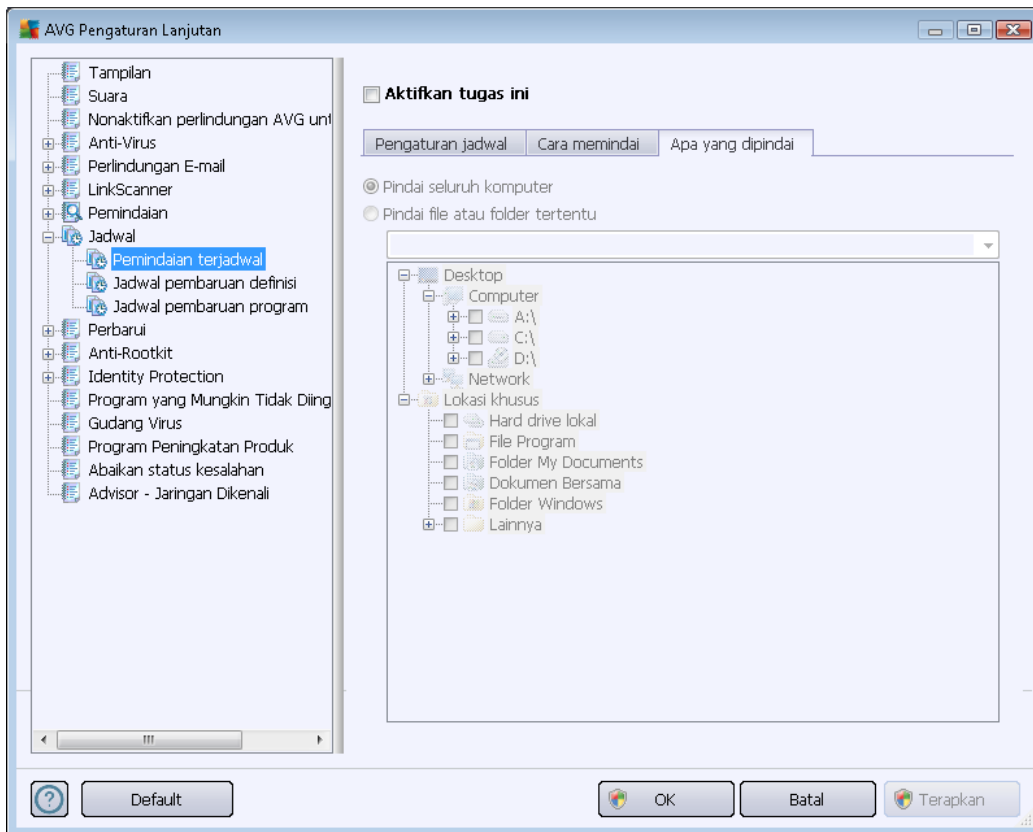 AVG Pengaturan Lanjutan
Tampilan
Suara
Nonaktifkan perlindungan AVG unt
Anti-Virus
Perlindungan E-mail
LinkScanner
Pemindaian
Jadwal
Pemindaian terjadwal
Jadwal pembaruan definisi
Jadwal pembaruan program
Perbarui
Anti-Rootkit
Identity Protection
Program yang Mungkin Tidak Diing
Gudang Virus
Program Peningkatan Produk
Abaikan status kesalahan
Advisor - Jaringan Dikenali
Aktifkan tugas ini
Pengaturan jadwal
Cara memindai
Apa yang dipindai
Pindai seluruh komputer
Pindai file atau folder tertentu
Desktop
Computer
A:\
C:\
D:\
Network
Lokasi khusus
Hard drive lokal
File Program
Folder My Documents
Dokumen Bersama
Folder Windows
Lainnya
Default
OK
Batal
Terapkan